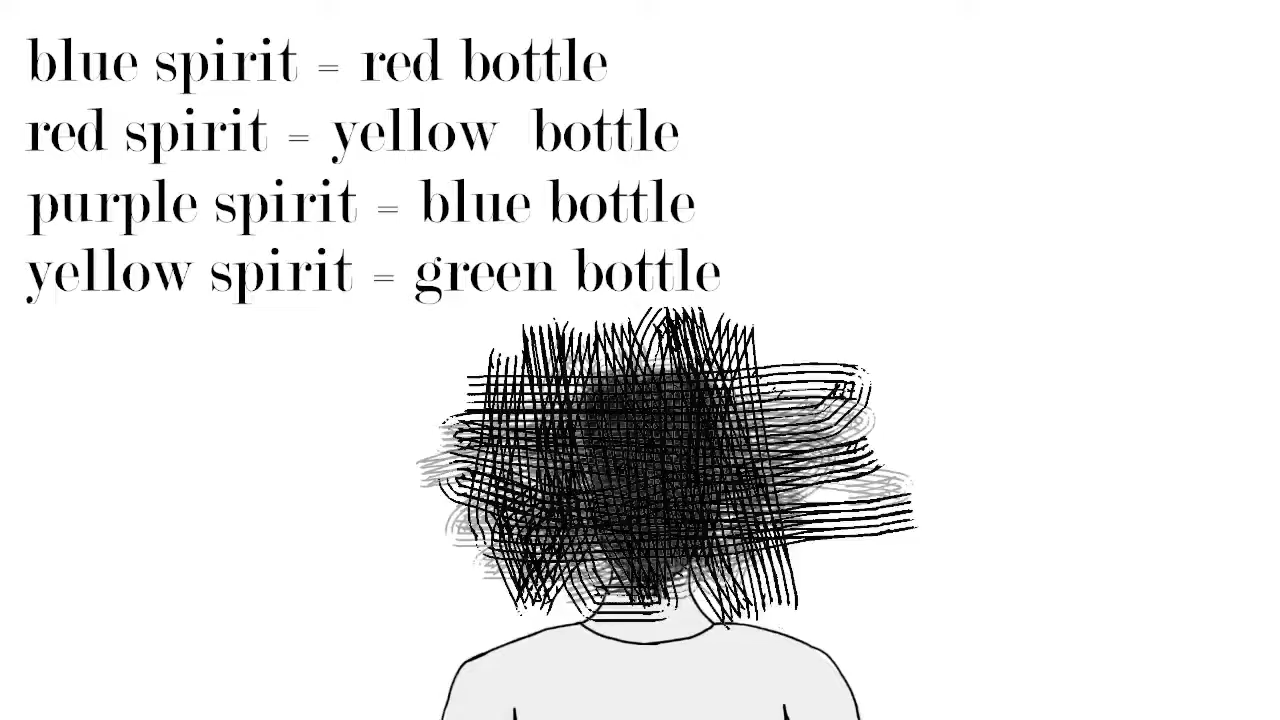 blue spirit = red bottle
red spirit = yellow bottle
purple spirit = blue bottle
yellow spirit = green bottle